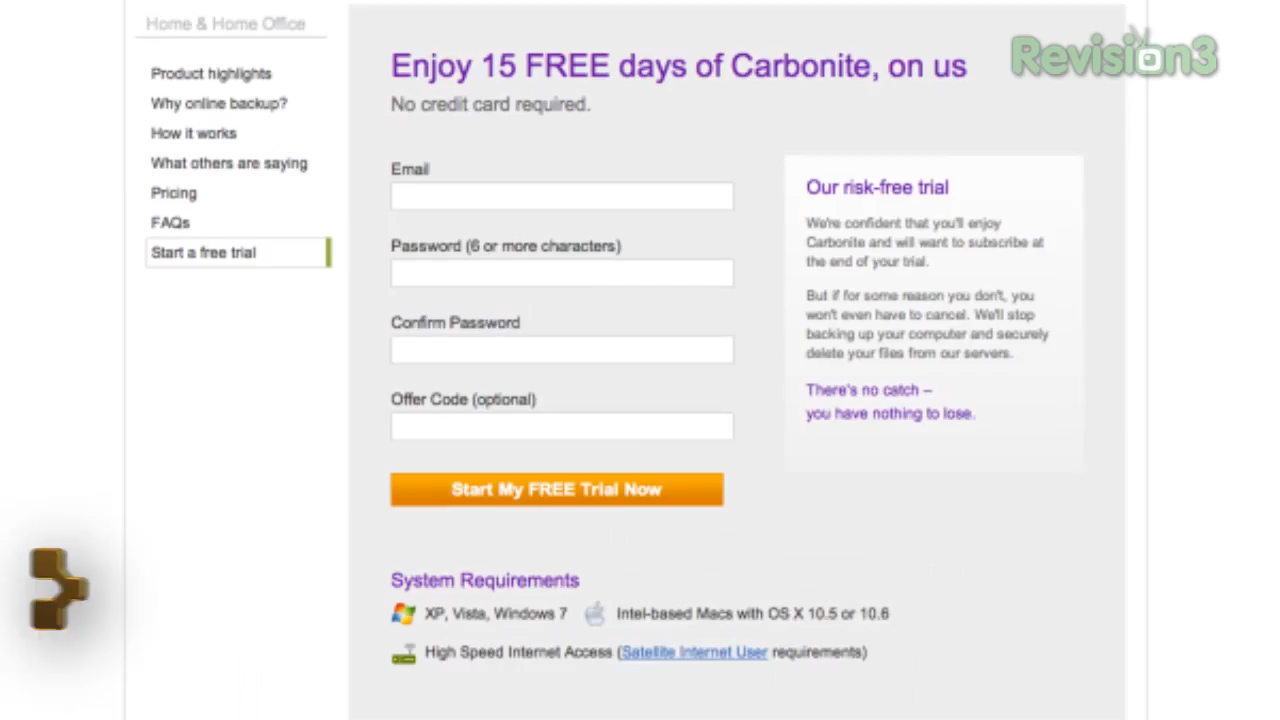 Home & Home Office
Product highlights
Why online backup?
How it works
What others are saying
Pricing
FAQs
Start a free trial
Revision3
Enjoy 15 FREE days of Carbonite, on us
No credit card required.
Email
Password (6 or more characters)
Confirm Password
Offer Code (optional)
Start My FREE Trial Now
Our risk-free trial
We're confident that you'll enjoy
Carbonite and will want to subscribe at
the end of your trial.
But if for some reason you don't, you
won't even have to cancel. We'll stop
backing up your computer and securely
delete your files from our servers.
There's no catch –
you have nothing to lose.
System Requirements
XP, Vista, Windows 7 Intel-based Macs with OS X 10.5 or 10.6
High Speed Internet Access (Satellite Internet User requirements)